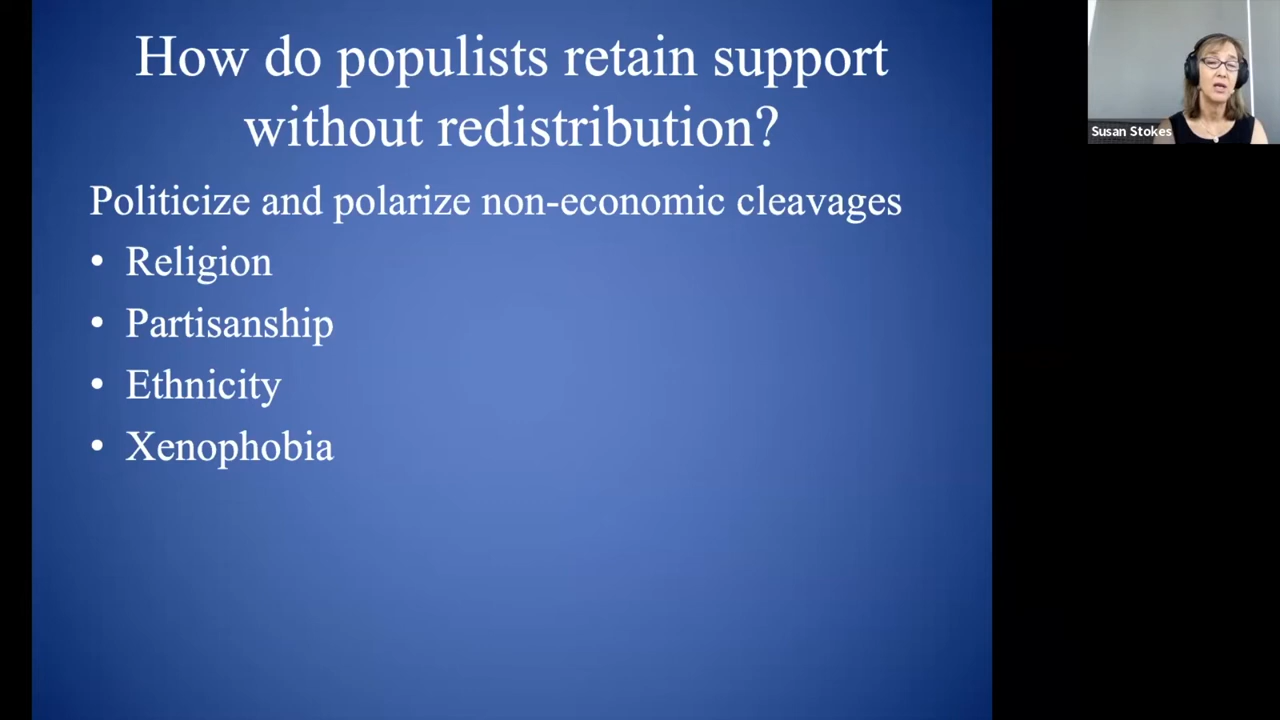 How do populists retain support
without redistribution?
Politicize and polarize non-economic cleavages
• Religion
• Partisanship
• Ethnicity
• Xenophobia
Susan Stokes